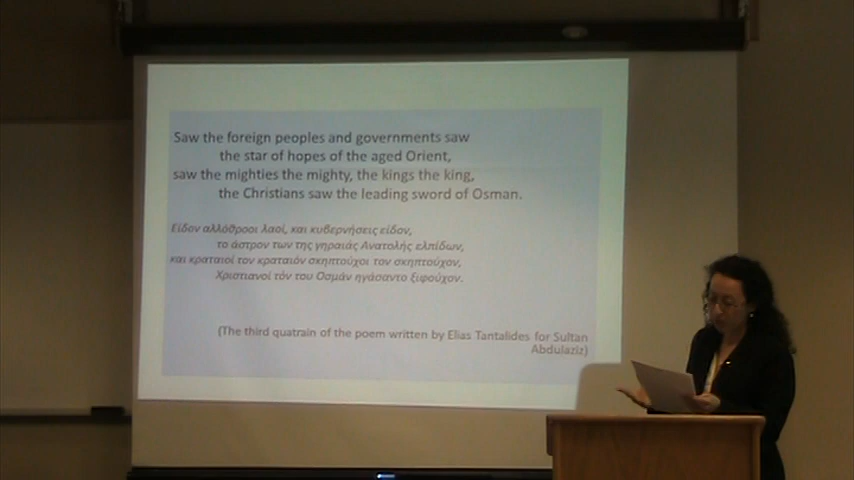 Saw the foreign peoples and governments saw
the star of hopes of the aged Orient,
saw the mighties the mighty, the kings the king,
the Christians saw the leading sword of Osman.
Είδον αλλόθροοι λαοί, και κυβερνήσεις είδον,
το άστρον των της γηραιάς Ανατολής ελπίδων,
και κραταιοί τον κραταιόν σκηπτούχοι τον σκηπτούχον,
Χριστιανοί τόν του Οσμάν ηγάσαντο ξιφούχον.
(The third quatrain of the poem written by Elias Tantalides for Sultan
Abdulaziz)